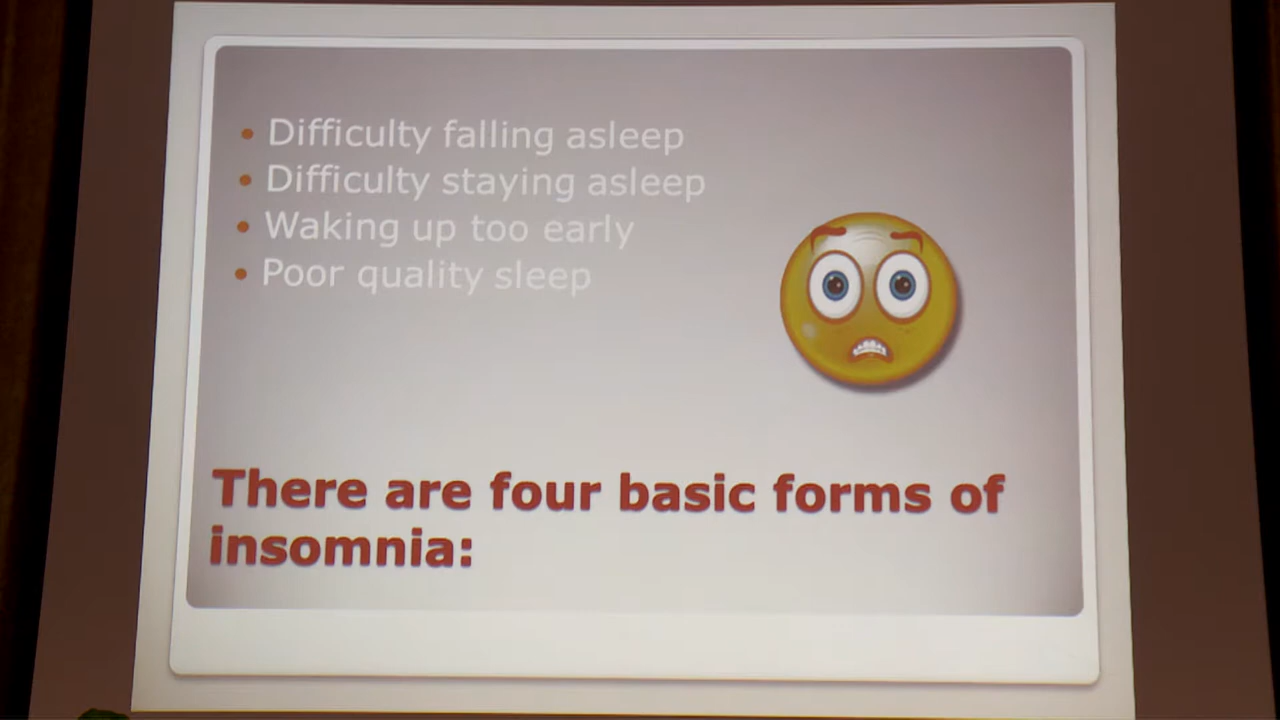 Difficulty falling asleep
Difficulty staying asleep
Waking up too early
Poor quality sleep
There are four basic forms of
insomnia: